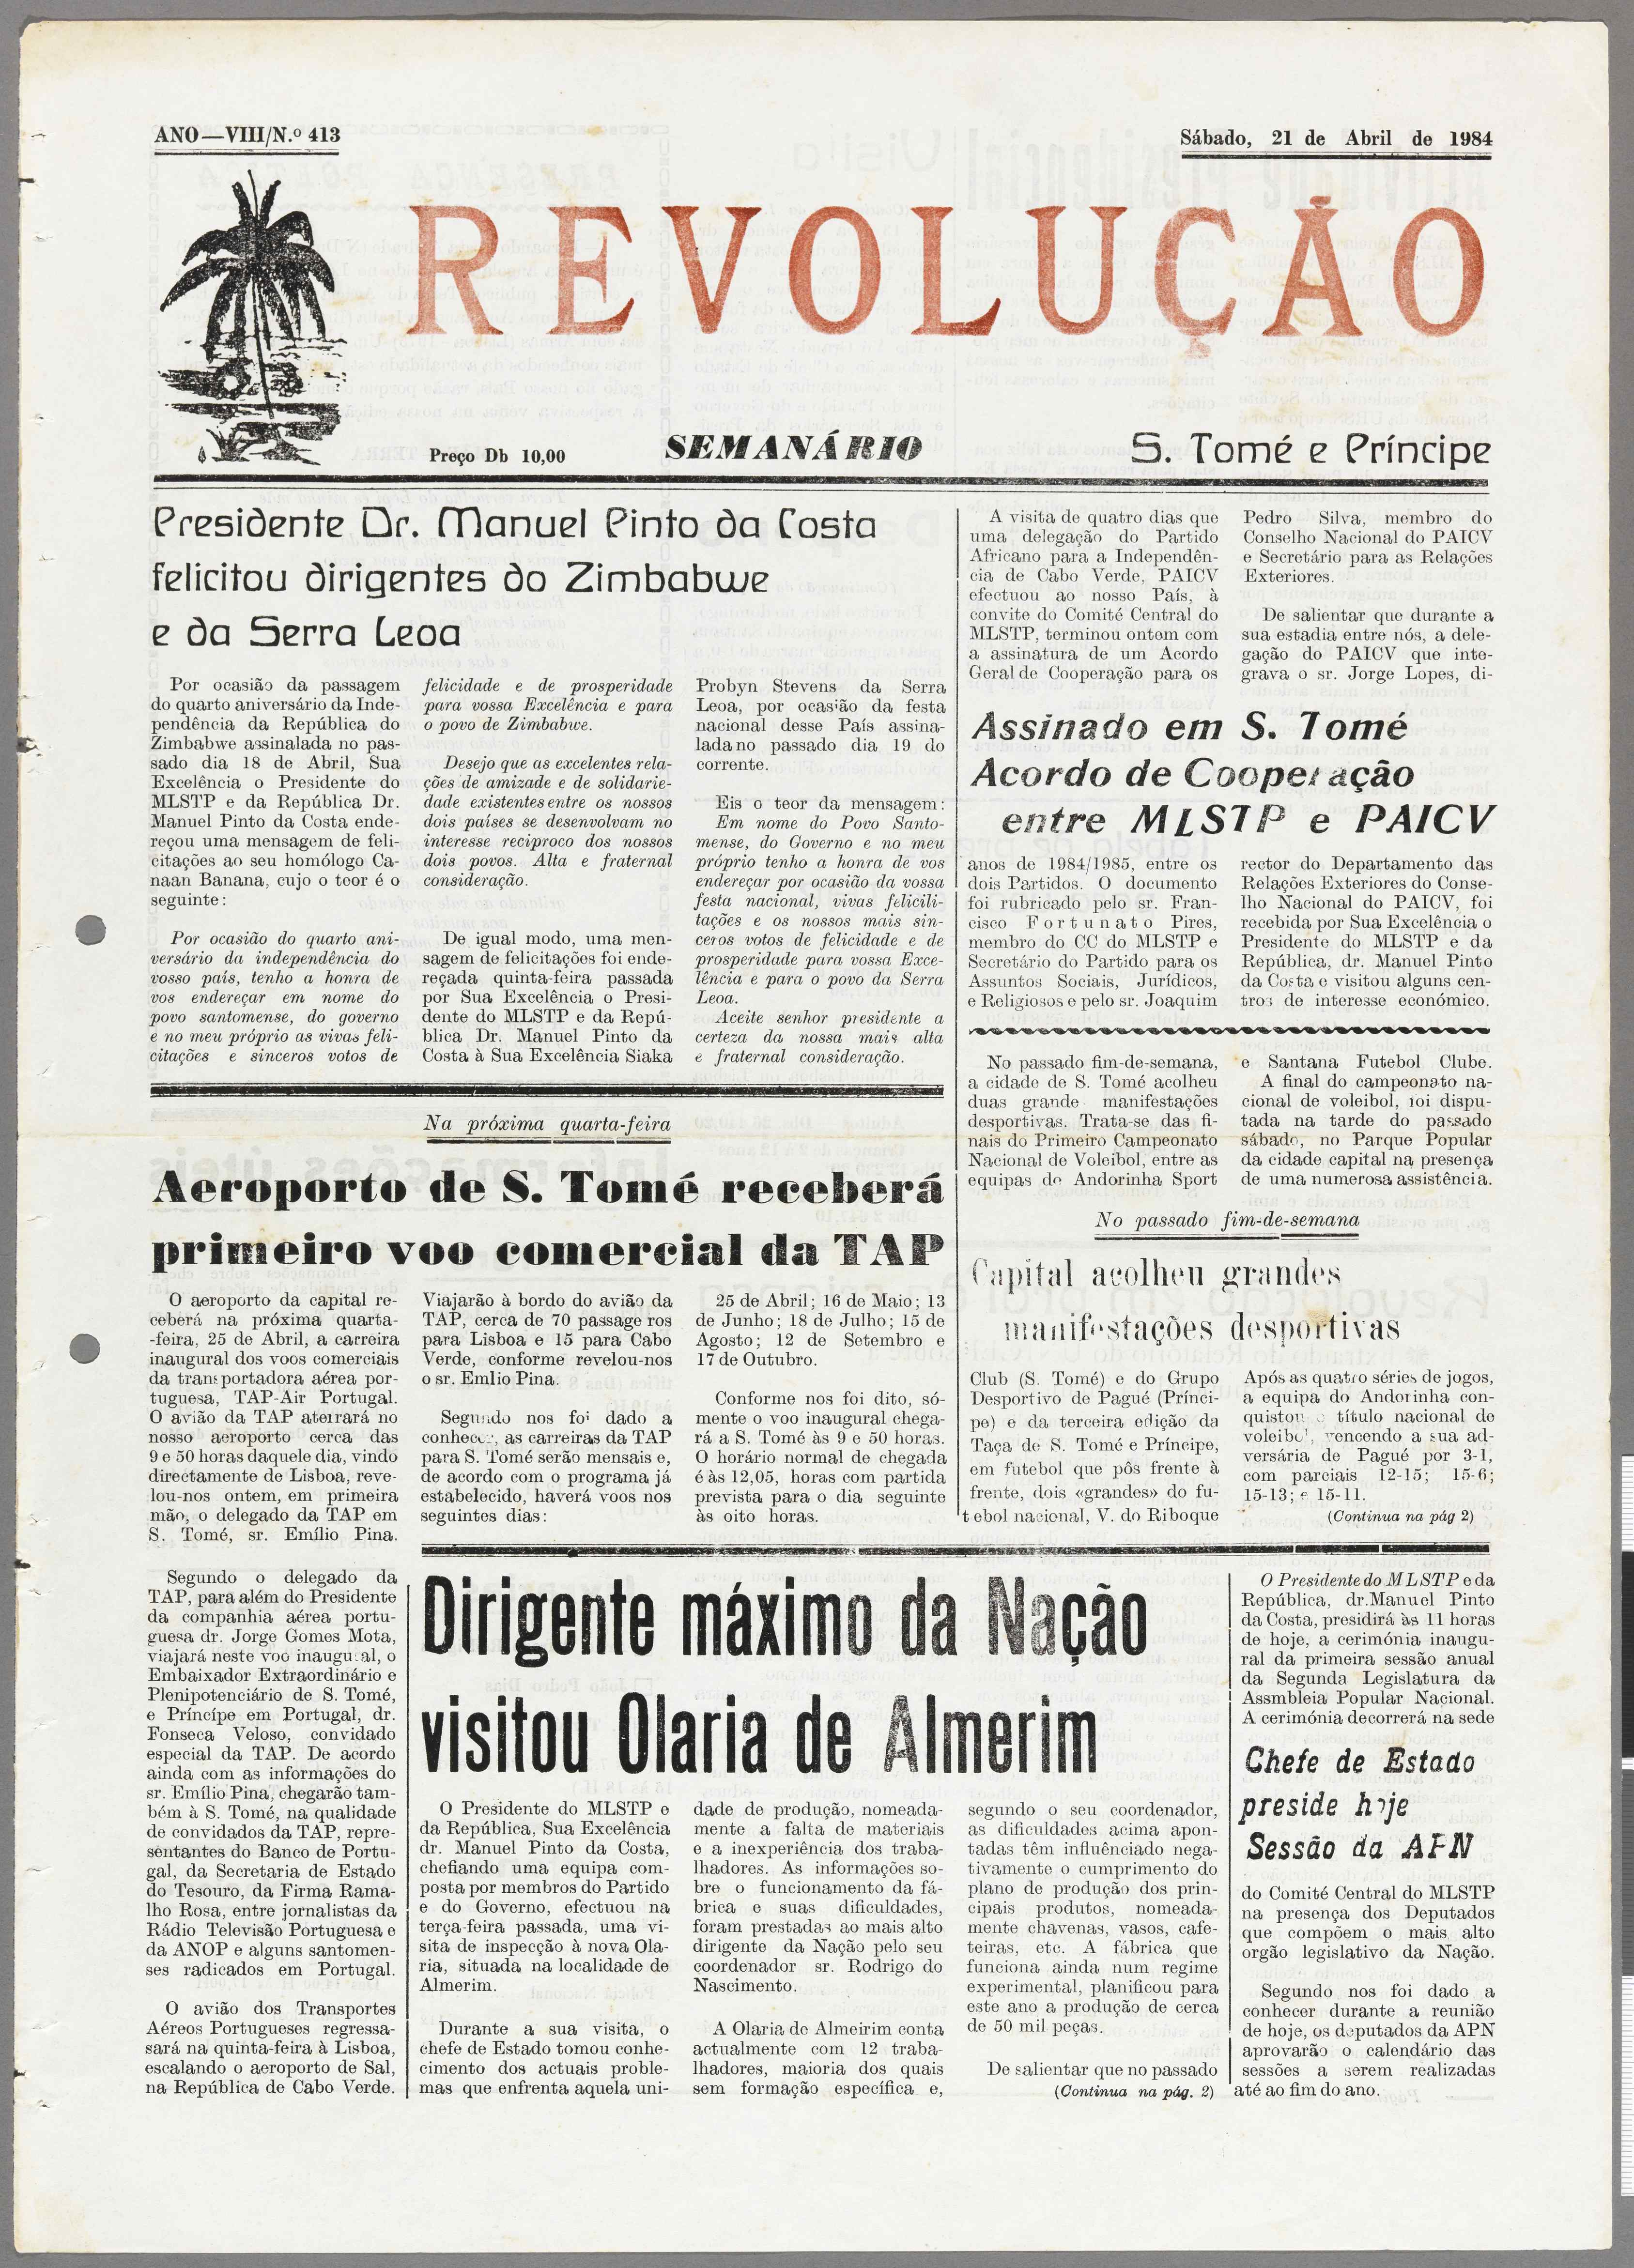 ANO—VIII/N.º 413
Sábado, 21 de Abril de 1984
REVOLUÇÃO
Preço Db 10,00
SEMANÁRIO
S. Tomé e Príncipe
Presidente Dr. Manuel Pinto da Costa
felicitou dirigentes do Zimbabwe
e da Serra Leoa
Por ocasião da passagem
do quarto aniversário da Inde-
pendência da República do
Zimbabwe assinalada no pas-
sado dia 18 de Abril, Sua
Excelência o Presidente do
MLSTP e da República Dr.
Manuel Pinto da Costa ende-
reçou uma mensagem de feli-
citações ao seu homólogo Ca-
naan Banana, cujo o teor é o
seguinte:
Por ocasião do quarto ani-
versário da independência do
vosso país, tenho a honra de
vos endereçar em nome do
povo santomense, do governo
e no meu próprio as vivas feli-
citações e sinceros votos de
felicidade e de prosperidade
para vossa Excelência e para
o povo de Zimbabwe.
Desejo que as excelentes rela-
ções de amizade e de solidarie-
dade existentes entre os nossos
dois países se desenvolvam no
interesse reciproco dos nossos
dois povos. Alta e fraternal
consideração.
De igual modo, uma men-
sagem de felicitações foi ende-
reçada quinta-feira passada
por Sua Excelência o Presi-
dente do MLSTP e da Repú-
blica Dr. Manuel Pinto da
Costa à Sua Excelência Siaka
Probyn Stevens da Serra
Leoa, por ocasião da festa
nacional desse País assina-
lada no passado dia 19 do
corrente.
Eis o teor da mensagem:
Em nome do Povo Santo-
mense, do Governo e no meu
próprio tenho a honra de vos
endereçar por ocasião da vossa
festa nacional, vivas felicili-
tações e os nossos mais sin-
ceros votos de felicidade e de
prosperidade para vossa Exce-
lência e para o povo da Serra
Leoa.
Aceite senhor presidente a
certeza da nossa mais alta
e fraternal consideração.
A visita de quatro dias que
uma delegação do Partido
Africano para a Independên-
cia de Cabo Verde, PAICV
efectuou ao nosso País, à
convite do Comité Central do
MLSTP, terminou ontem com
a assinatura de um Acordo
Geral de Cooperação para os
Pedro Silva, membro do
Conselho Nacional do PAICV
e Secretário para as Relações
Exteriores.
De salientar que durante a
sua estadia entre nós, a dele-
gação do PAICV que inte-
grava o sr. Jorge Lopes, di-
Assinado em S. Tomé
Acordo de Cooperação
entre MLSTP e PAICV
anos de 1984/1985, entre os
dois Partidos. O documento
foi rubricado pelo sr. Fran-
cisco Fortunato Pires,
membro do CC do MLSTP e
Secretário do Partido para os
Assuntos Sociais, Jurídicos,
e Religiosos e pelo sr. Joaquim
rector do Departamento das
Relações Exteriores do Conse-
lho Nacional do PAICV, foi
recebida por Sua Excelência o
Presidente do MLSTP e da
República, dr. Manuel Pinto
da Costa e visitou alguns cen-
tros de interesse económico.
No passado fim-de-semana,
a cidade de S. Tomé acolheu
duas grande manifestações
desportivas. Trata-se das fi-
nais do Primeiro Campeonato
Nacional de Voleibol, entre as
equipas do Andorinha Sport
e Santana Futebol Clube.
A final do campeonato na-
cional de voleibol, foi dispu-
tada na tarde do passado
sábado, no Parque Popular
da cidade capital na presença
de uma numerosa assistência.
No passado fim-de-semana
Capital acolheu grandes
manifestações desportivas
Club (S. Tomé) e do Grupo
Desportivo de Pagué (Prínci-
pe) e da terceira edição da
Taça de S. Tomé e Príncipe,
em futebol que pôs frente à
frente, dois «grandes» do fu-
tebol nacional, V. do Riboque
Após as quatro séries de jogos,
a equipa do Andorinha con-
quistou o título nacional de
voleibol, vencendo a sua ad-
versária de Pagué por 3-1,
com parciais 12-15; 15-6;
15-13; e 15-11.
(Continua na pág 2)
Na próxima quarta-feira
Aeroporto de S. Tomé receberá
primeiro voo comercial da TAP
O aeroporto da capital re-
ceberá na próxima quarta-
-feira, 25 de Abril, a carreira
inaugural dos voos comerciais
da transportadora aérea por-
tuguesa, TAP-Air Portugal.
O avião da TAP aterrará no
nosso aeroporto cerca das
9 e 50 horas daquele dia, vindo
directamente de Lisboa, reve-
lou-nos ontem, em primeira
mão, o delegado da TAP em
S. Tomé, sr. Emílio Pina.
Segundo o delegado da
TAP, para além do Presidente
da companhia aérea portu-
guesa dr. Jorge Gomes Mota,
viajará neste voo inaugural, o
Embaixador Extraordinário e
Plenipotenciário de S. Tomé,
e Príncípe em Portugal, dr.
Fonseca Veloso, convidado
especial da TAP. De acordo
ainda com as informações do
sr. Emílio Pina, chegarão tam-
bém à S. Tomé, na qualidade
de convidados da TAP, repre-
sentantes do Banco de Portu-
gal, da Secretaria de Estado
do Tesouro, da Firma Rama-
lho Rosa, entre jornalistas da
Rádio Televisão Portuguesa e
da ANOP e alguns santomen-
ses radicados em Portugal.
O avião dos Transportes
Aéreos Portugueses regressa-
sará na quinta-feira à Lisboa,
escalando o aeroporto de Sal,
na República de Cabo Verde.
Viajarão à bordo do avião da
TAP, cerca de 70 passage ros
para Lisboa e 15 para Cabo
Verde, conforme revelou-nos
o sr. Emlio Pina.
Segundo nos foi dado a
conhecer, as carreiras da TAP
para S. Tomé serão mensais e,
de acordo com o programa já
estabelecido, haverá voos nos
seguintes dias:
25 de Abril; 16 de Maio; 13
de Junho; 18 de Julho; 15 de
Agosto; 12 de Setembro e
17 de Outubro.
Conforme nos foi dito, só-
mente o voo inaugural chega-
rá a S. Tomé às 9 e 50 horas.
O horário normal de chegada
é às 12,05, horas com partida
prevista para o dia seguinte
às oito horas.
Dirigente máximo da Nação
visitou Olaria de Almerim
O Presidente do MLSTP e
da República, Sua Excelência
dr. Manuel Pinto da Costa,
chefiando uma equipa com-
posta por membros do Partido
e do Governo, efectuou na
terça-feira passada, uma vi-
sita de inspecção à nova Ola-
ria, situada na localidade de
Almerim.
Durante a sua visita, o
chefe de Estado tomou conhe-
cimento dos actuais proble-
mas que enfrenta aquela uni-
dade de produção, nomeada-
mente a falta de materiais
e a inexperiência dos traba-
lhadores. As informações so-
bre o funcionamento da fá-
brica e suas dificuldades,
foram prestadas ao mais alto
dirigente da Nação pelo seu
coordenador sr. Rodrigo do
Nascimento.
A Olaria de Almeirim conta
actualmente com 12 traba-
lhadores, maioria dos quais
sem formação específica e,
segundo o seu coordenador,
as dificuldades acima apon-
tadas têm influênciado nega-
tivamente o cumprimento do
plano de produção dos prin-
cipais produtos, nomeada-
mente chavenas, vasos, cafe-
teiras, etc. A fábrica que
funciona ainda num regime
experimental, planificou para
este ano a produção de cerca
de 50 mil peças.
De salientar que no passado
(Continua na pág. 2)
O Presidente do MLSTP e da
República, dr.Manuel Pinto
da Costa, presidirá às 11 horas
de hoje, a cerimónia inaugu-
ral da primeira sessão anual
da Segunda Legislatura da
Assmbleia Popular Nacional.
A cerimónia decorrerá na sede
Chefe de Estado
preside hoje
Sessão da APN
do Comité Central do MLSTP
na presença dos Deputados
que compõem o mais alto
orgão legislativo da Nação.
Segundo nos foi dado a
conhecer durante a reunião
de hoje, os deputados da APN
aprovarão o calendário das
sessões a serem realizadas
até ao fim do ano.